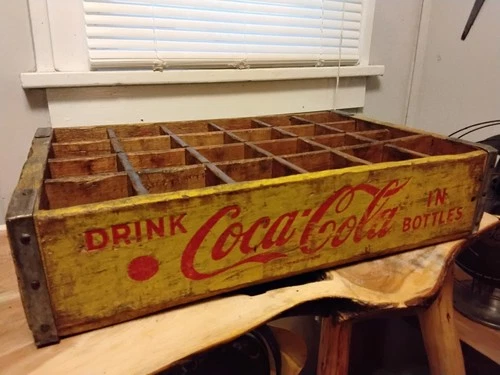 DRINK Coca-Cola IN
BOTTLES